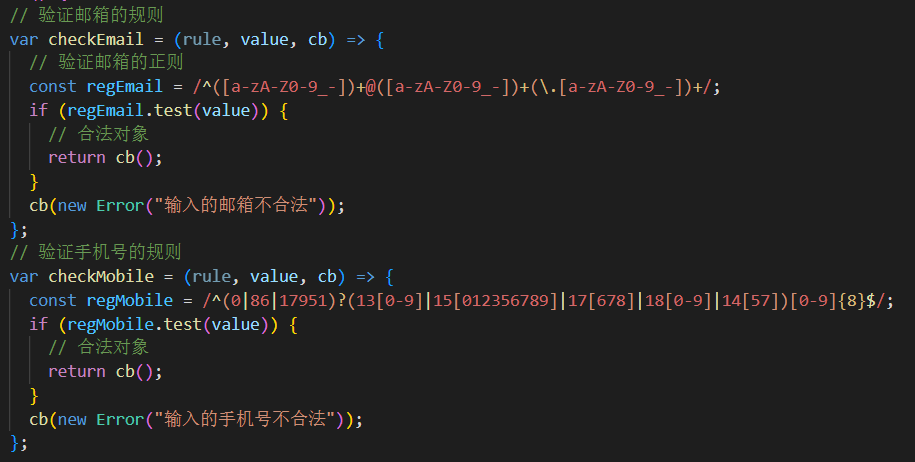 // 验证邮箱的规则
var checkEmail = (rule, value, cb) => {
  // 验证邮箱的正则
  const regEmail = /^([a-zA-Z0-9_-])+@([a-zA-Z0-9_-])+(\.[a-zA-Z0-9_-])+/;
  if (regEmail.test(value)) {
    // 合法对象
    return cb();
  }
  cb(new Error("输入的邮箱不合法"));
};
// 验证手机号的规则
var checkMobile = (rule, value, cb) => {
  const regMobile = /^(0|86|17951)?(13[0-9]|15[012356789]|17[678]|18[0-9]|14[57])[0-9]{8}$/;
  if (regMobile.test(value)) {
    // 合法对象
    return cb();
  }
  cb(new Error("输入的手机号不合法"));
};